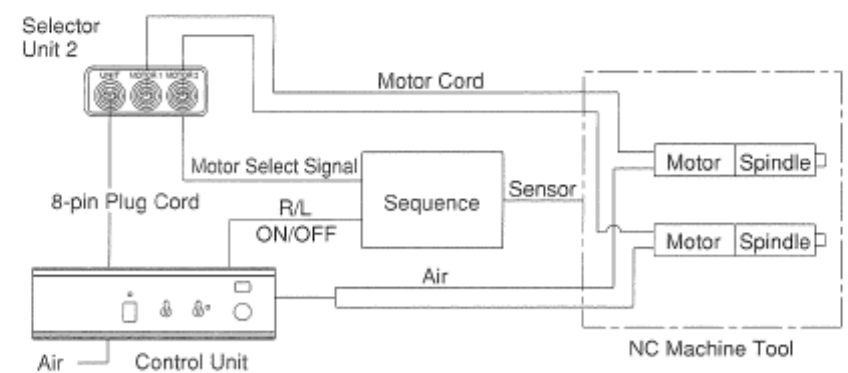 Selector
Unit 2
UNIT MOTOR 1 MOTOR 2
Motor Cord
Motor Select Signal
8-pin Plug Cord
R/L
ON/OFF
Sequence
Sensor
Motor Spindle
Motor Spindle
Air
NC Machine Tool
Air
Control Unit